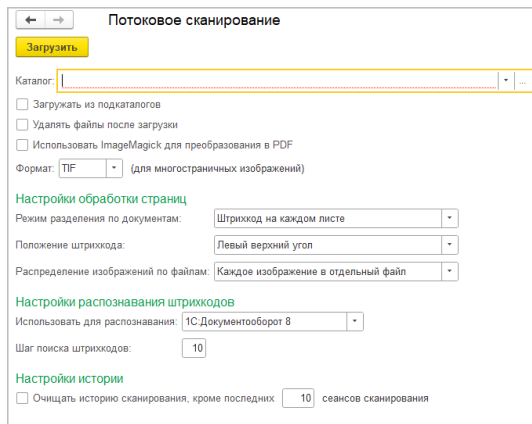 Потоковое сканирование
Загрузить
Каталог:
Загружать из подкаталогов
Удалять файлы после загрузки
Использовать ImageMagick для преобразования в PDF
Формат: TIF (для многостраничных изображений)
Настройки обработки страниц
Режим разделения по документам: Штрихкод на каждом листе
Положение штрихкода: Левый верхний угол
Распределение изображений по файлам: Каждое изображение в отдельный файл
Настройки распознавания штрихкодов
Использовать для распознавания: 1С:Документооборот 8
Шаг поиска штрихкодов: 10
Настройки истории
Очищать историю сканирования, кроме последних 10 сеансов сканирования